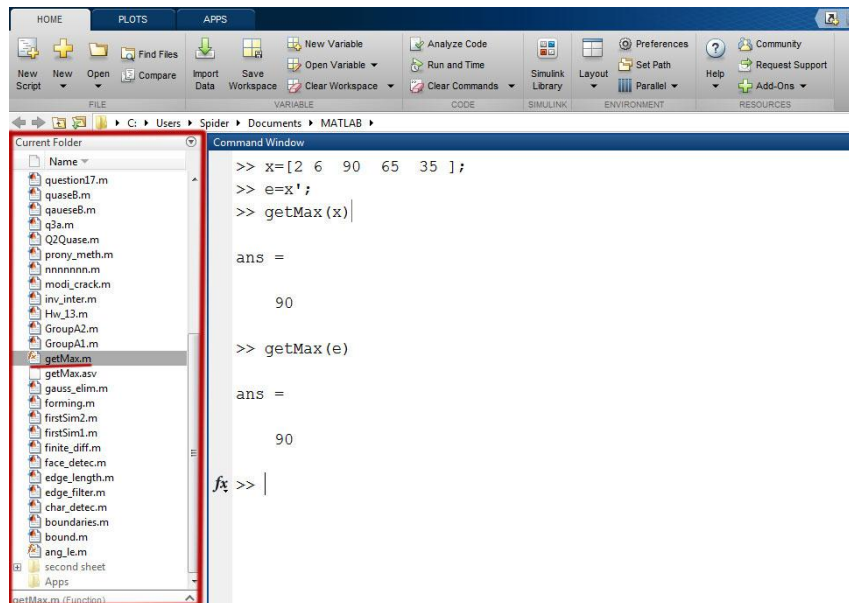 HOME PLOTS APPS
New Script
New
Open
Find Files
Compare
FILE
Import Data
Save Workspace
New Variable
Open Variable
Clear Workspace
VARIABLE
Analyze Code
Run and Time
Clear Commands
CODE
Simulink Library
SIMULINK
Layout
Preferences
Set Path
Parallel
ENVIRONMENT
Help
Community
Request Support
Add-Ons
RESOURCES
C: Users Spider Documents MATLAB
Current Folder
Name
question17.m
quaseB.m
qaueseB.m
q3a.m
Q2Quase.m
prony_meth.m
nnnnnnn.m
modi_crack.m
inv_inter.m
Hw_13.m
GroupA2.m
GroupA1.m
getMax.m
getMax.asv
gauss_elim.m
forming.m
firstSim2.m
firstSim1.m
finite_diff.m
face_detec.m
edge_length.m
edge_filter.m
char_detec.m
boundaries.m
bound.m
ang_le.m
second sheet
Apps
getMax.m (Function)
Command Window
>> x=[2 6 90 65 35 ];
>> e=x';
>> getMax(x)
ans =
90
>> getMax(e)
ans =
90
fx >>